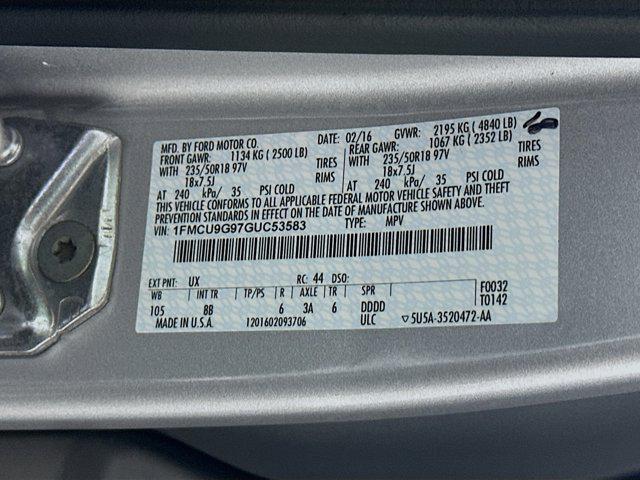 MFD. BY FORD MOTOR CO. DATE: 02/16 GVWR: 2195 KG ( 4840 LB)
FRONT GAWR: 1134 KG ( 2500 LB) REAR GAWR: 1067 KG ( 2352 LB)
WITH 235/50R18 97V TIRES WITH 235/50R18 97V TIRES
18x7.5J RIMS 18x7.5J RIMS
AT 240 kPa/ 35 PSI COLD AT 240 kPa/ 35 PSI COLD
THIS VEHICLE CONFORMS TO ALL APPLICABLE FEDERAL MOTOR VEHICLE SAFETY AND THEFT
PREVENTION STANDARDS IN EFFECT ON THE DATE OF MANUFACTURE SHOWN ABOVE.
VIN: 1FMCU9G97GUC53583 TYPE: MPV
EXT PNT: UX RC: 44 DSO:
WB INT TR TP/PS R AXLE TR SPR F0032
105 8B 6 3A 6 DDDD T0142
MADE IN U.S.A. 1201602093706 ULC ▽5U5A-3520472-AA